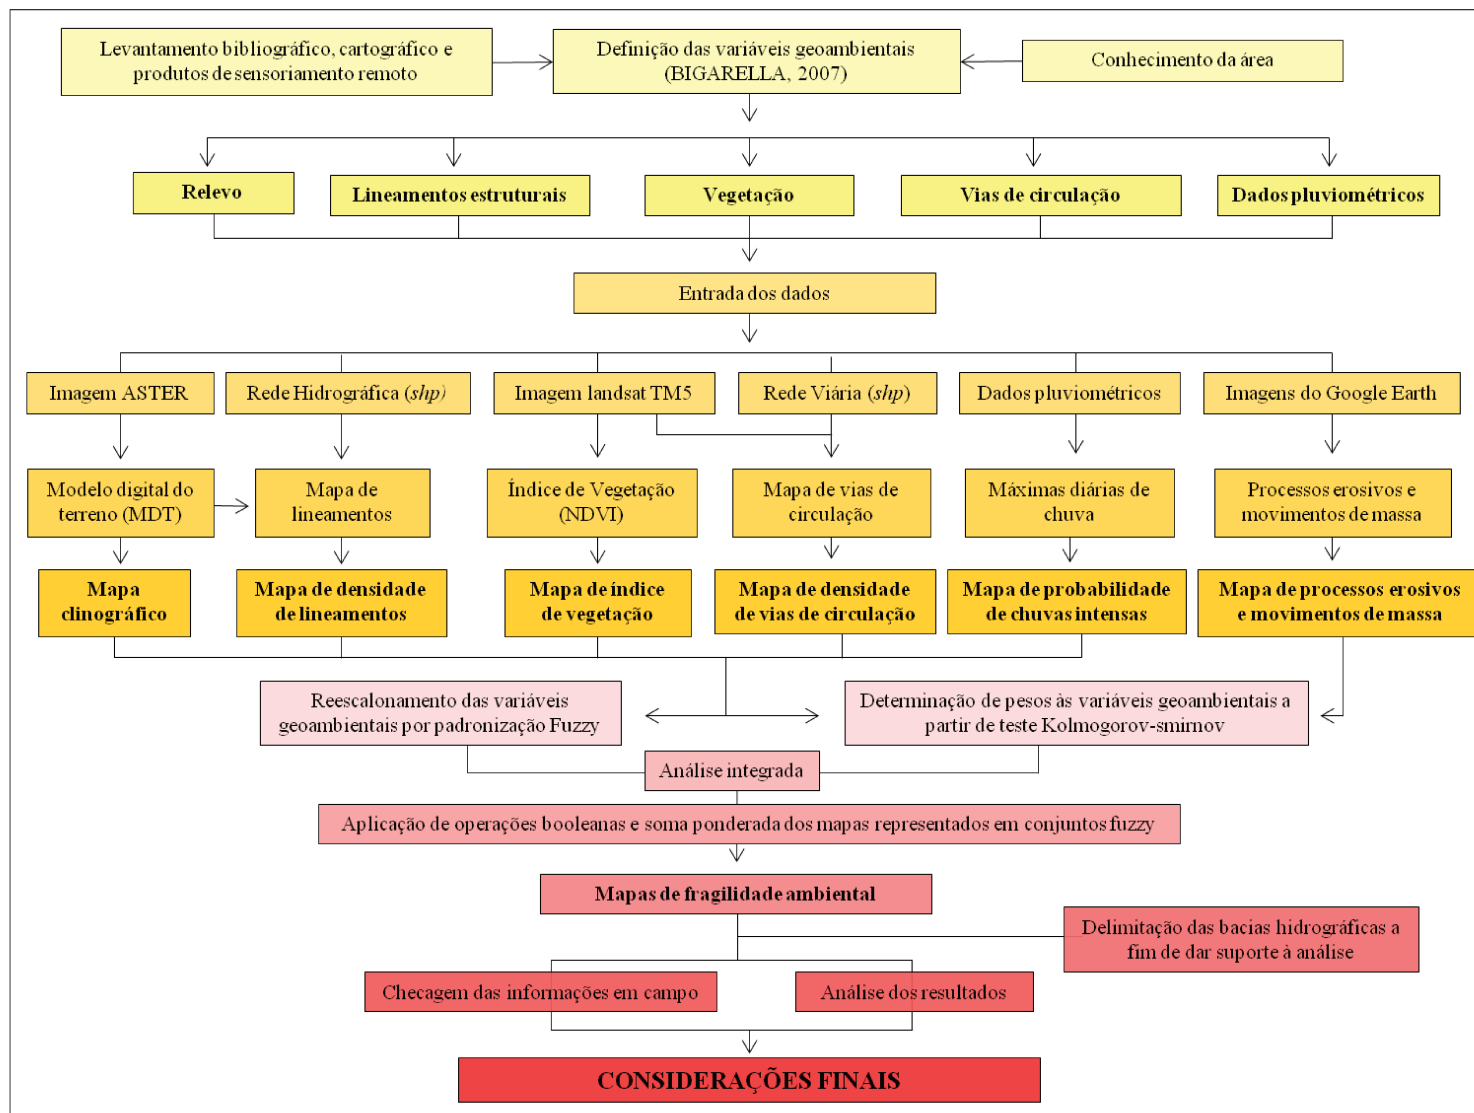 Levantamento bibliográfico, cartográfico e
produtos de sensoriamento remoto
Definição das variáveis geoambientais
(BIGARELLA, 2007)
Conhecimento da área
Relevo
Lineamentos estruturais
Vegetação
Vias de circulação
Dados pluviométricos
Entrada dos dados
Imagem ASTER
Rede Hidrográfica (shp)
Imagem landsat TM5
Rede Viária (shp)
Dados pluviométricos
Imagens do Google Earth
Modelo digital do
terreno (MDT)
Mapa de
lineamentos
Índice de Vegetação
(NDVI)
Mapa de vias de
circulação
Máximas diárias de
chuva
Processos erosivos e
movimentos de massa
Mapa
clinográfico
Mapa de densidade
de lineamentos
Mapa de índice
de vegetação
Mapa de densidade
de vias de circulação
Mapa de probabilidade
de chuvas intensas
Mapa de processos erosivos
e movimentos de massa
Reescalonamento das variáveis
geoambientais por padronização Fuzzy
Determinação de pesos às variáveis geoambientais a
partir de teste Kolmogorov-smirnov
Análise integrada
Aplicação de operações booleanas e soma ponderada dos mapas representados em conjuntos fuzzy
Mapas de fragilidade ambiental
Delimitação das bacias hidrográficas a
fim de dar suporte à análise
Checagem das informações em campo
Análise dos resultados
CONSIDERAÇÕES FINAIS